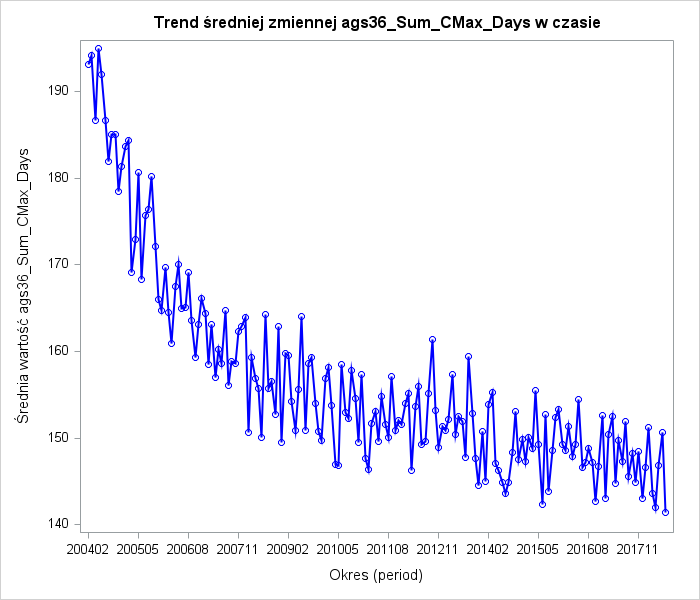 Trend średniej zmiennej ags36_Sum_CMax_Days w czasie
Średnia wartość ags36_Sum_CMax_Days
190
180
170
160
150
140
200402 200505 200608 200711 200902 201005 201108 201211 201402 201505 201608 201711
Okres (period)